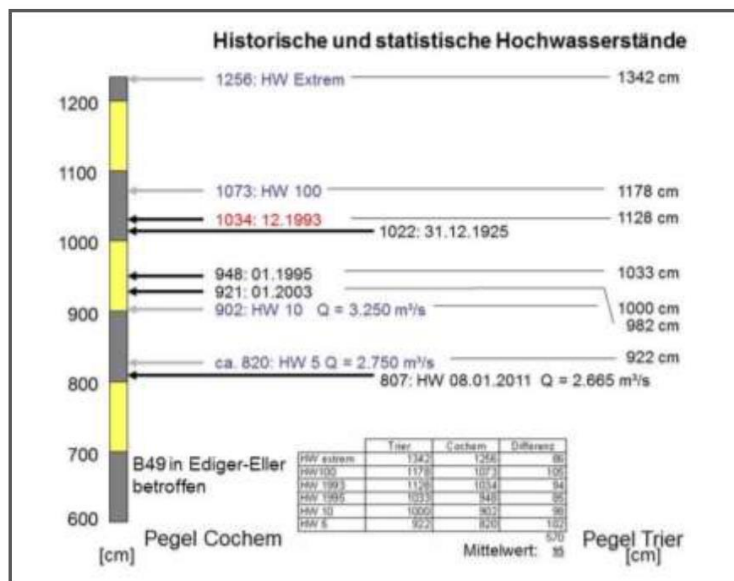 Historische und statistische Hochwasserstände
1256: HW Extrem 1342 cm
1200
1100
1073: HW 100 1178 cm
1034: 12.1993 1128 cm
1022: 31.12.1925
1000
948: 01.1995 1033 cm
921: 01.2003 982 cm
900
902: HW 10 Q = 3.250 m³/s 1000 cm
ca. 820: HW 5 Q = 2.750 m³/s 922 cm
807: HW 08.01.2011 Q = 2.665 m³/s
800
700
B49 in Ediger-Eller
betroffen
600
[cm]
Pegel Cochem
Trier Cochem Differenz
HW extrem 1342 1256 86
HW100 1178 1073 105
HW 1993 1128 1034 94
HW 1995 1033 948 85
HW 10 1000 902 98
HW 5 922 820 102
570
Mittelwert: 95
Pegel Trier
[cm]